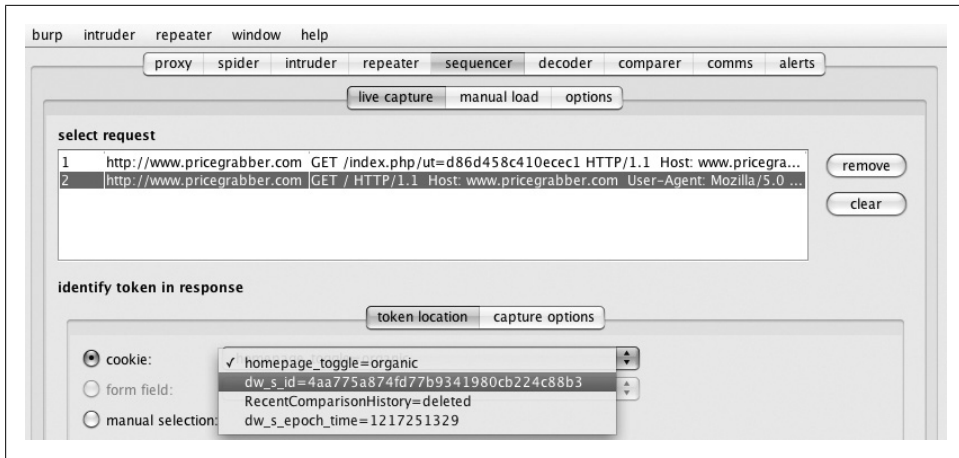 burp intruder repeater window help
proxy spider intruder repeater sequencer decoder comparer comms alerts
live capture manual load options
select request
1 http://www.pricegrabber.com GET /index.php/ut=d86d458c410ecec1 HTTP/1.1 Host: www.pricegra...
2 http://www.pricegrabber.com GET / HTTP/1.1 Host: www.pricegrabber.com User-Agent: Mozilla/5.0 ...
remove
clear
identify token in response
token location capture options
cookie:
✓ homepage_toggle=organic
dw_s_id=4aa775a874fd77b9341980cb224c88b3
form field:
RecentComparisonHistory=deleted
manual selection:
dw_s_epoch_time=1217251329